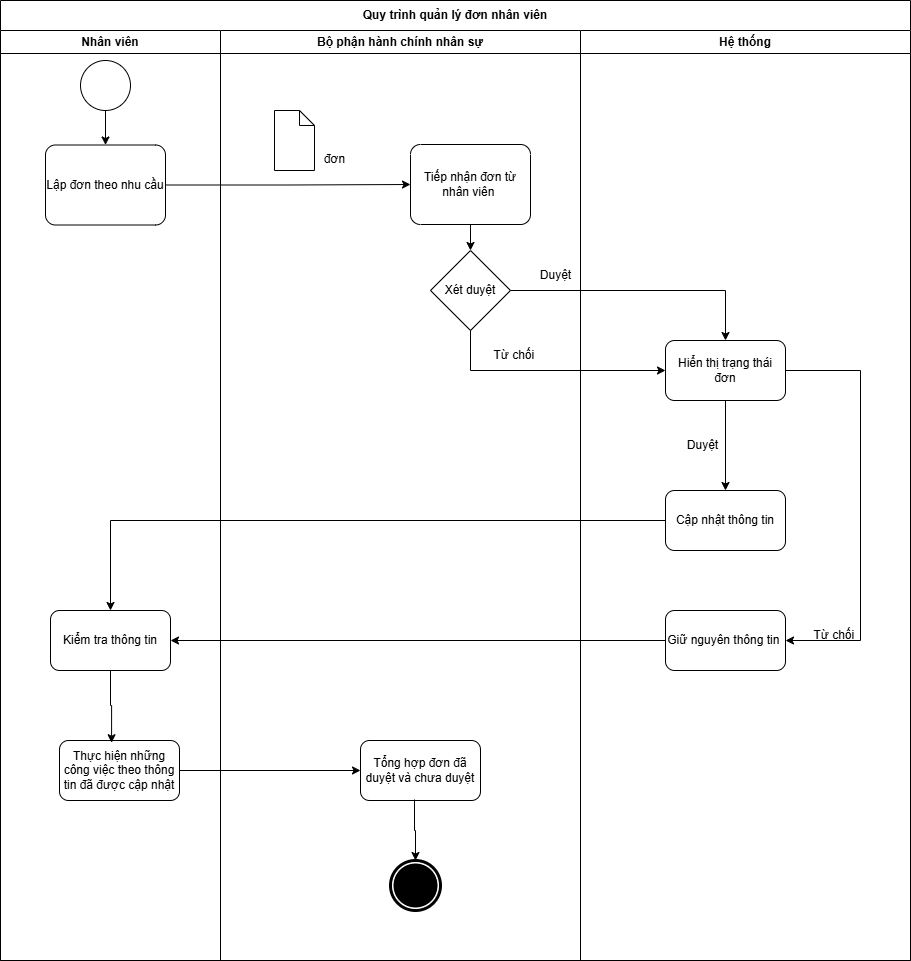 Quy trình quản lý đơn nhân viên
Nhân viên
Bộ phận hành chính nhân sự
Hệ thống
đơn
Lập đơn theo nhu cầu
Tiếp nhận đơn từ
nhân viên
Xét duyệt
Duyệt
Từ chối
Hiển thị trạng thái
đơn
Duyệt
Cập nhật thông tin
Kiểm tra thông tin
Giữ nguyên thông tin
Từ chối
Thực hiện những
công việc theo thông
tin đã được cập nhật
Tổng hợp đơn đã
duyệt và chưa duyệt